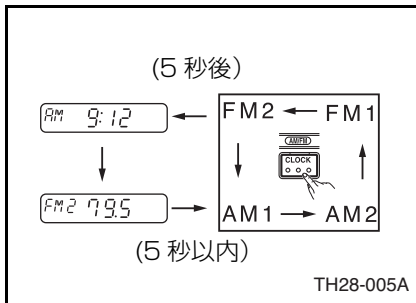 (5 秒後)
AM 9:12
FM2 FM1
AM/FM
CLOCK
FM2 79.5
AM1 AM2
(5 秒以内)
TH28-005A